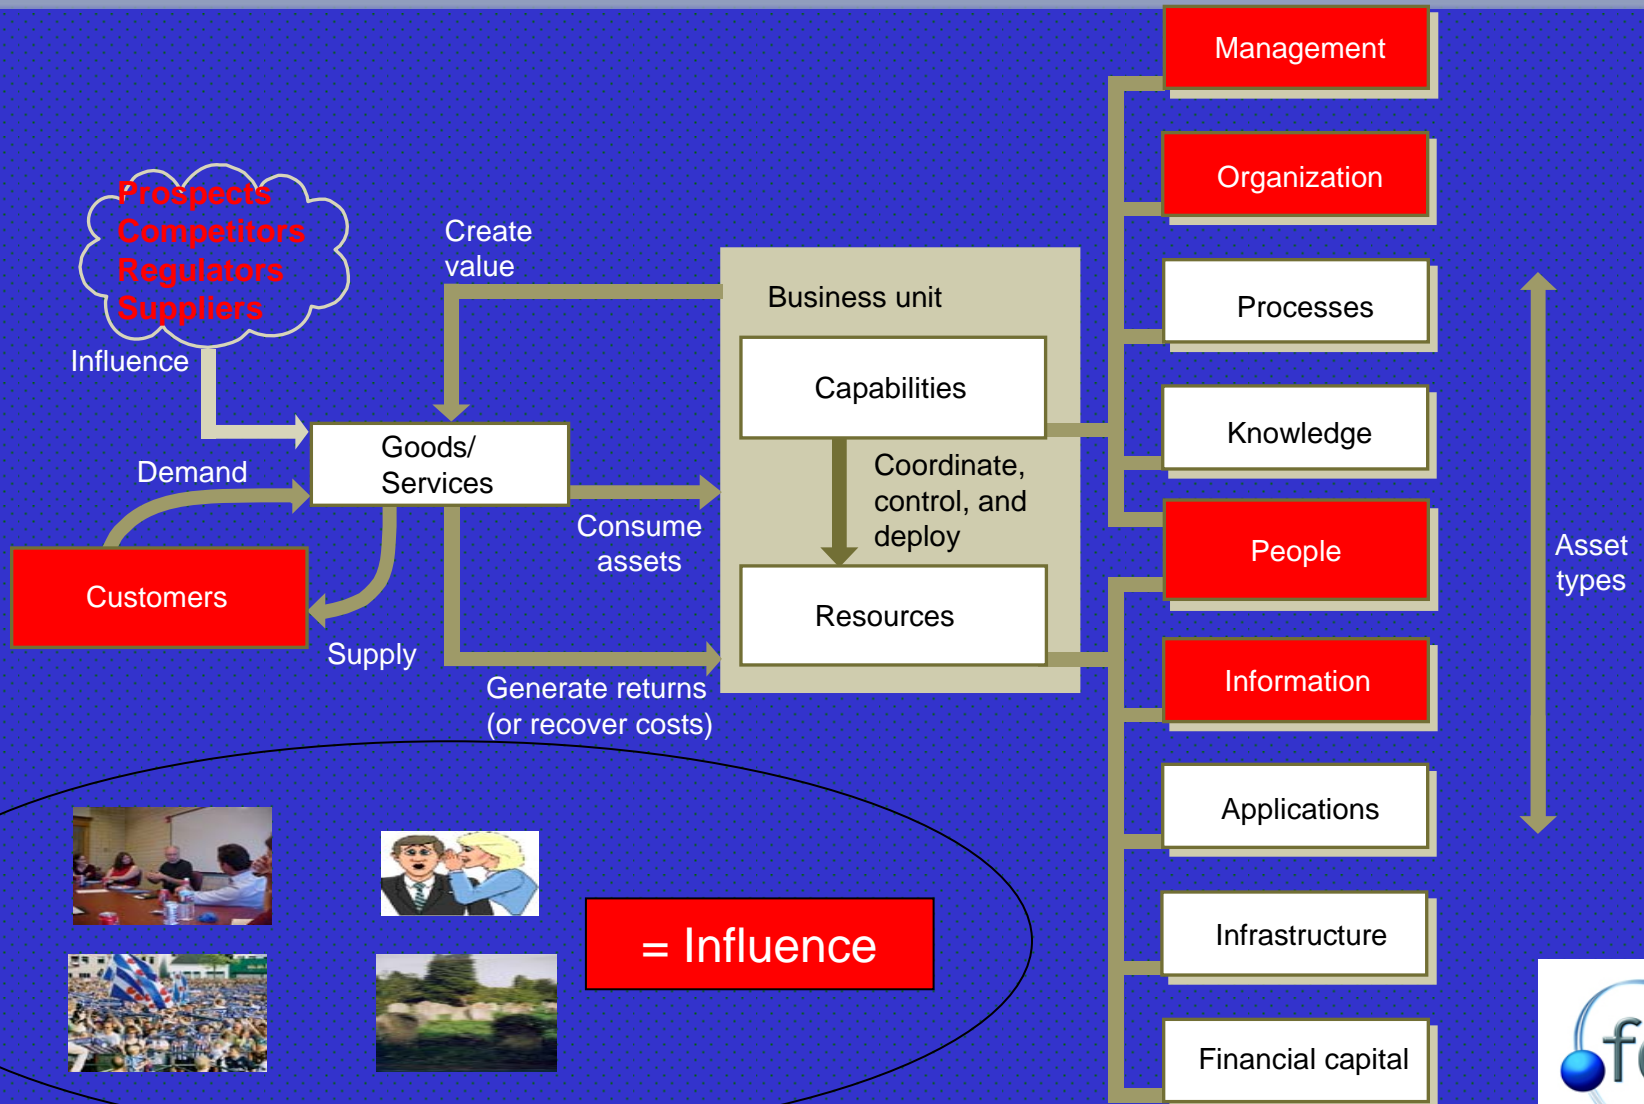 Management
Organization
Prospects
Competitors
Regulators
Suppliers
Create
value
Business unit
Processes
Influence
Capabilities
Goods/
Services
Knowledge
Demand
Coordinate,
control, and
deploy
Consume
assets
People
Asset
types
Customers
Resources
Supply
Generate returns
(or recover costs)
Information
Applications
= Influence
Infrastructure
Financial capital